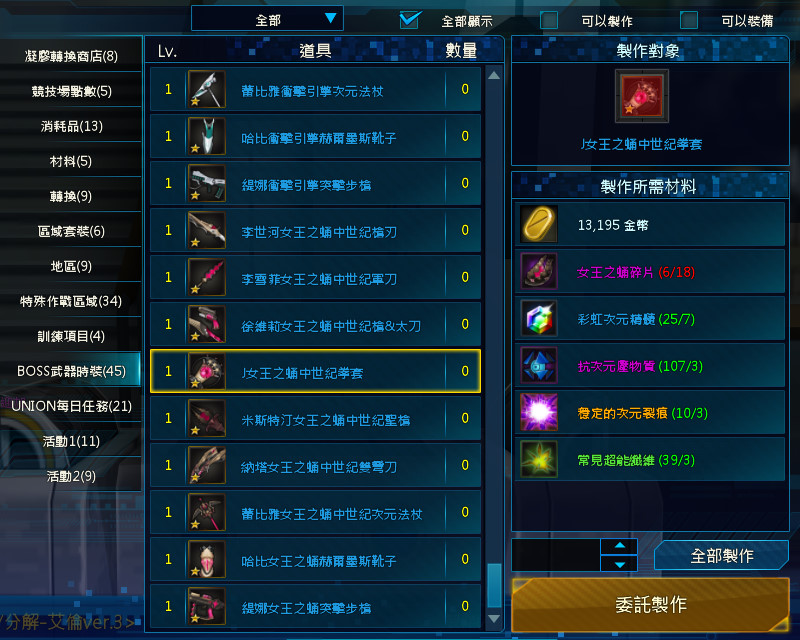 全部
全部顯示
可以製作
可以裝備
凝膠轉換商店(8)
競技場點數(5)
消耗品(13)
材料(5)
轉換(9)
區域套裝(6)
地區(9)
特殊作戰區域(34)
訓練項目(4)
BOSS武器時裝(45)
UNION每日任務(21)
活動1(11)
活動2(9)
/分解-艾倫ver.3>
Lv. 道具 數量
1 蕾比雅衝擊引擎次元法杖 0
1 哈比衝擊引擎赫爾墨斯靴子 0
1 緹娜衝擊引擎突擊步槍 0
1 李世河女王之蛹中世紀槍刃 0
1 李雪菲女王之蛹中世紀軍刀 0
1 徐維莉女王之蛹中世紀槍&太刀 0
1 J女王之蛹中世紀拳套 0
1 米斯特汀女王之蛹中世紀聖槍 0
1 納塔女王之蛹中世紀雙彎刀 0
1 蕾比雅女王之蛹中世紀次元法杖 0
1 哈比女王之蛹赫爾墨斯靴子 0
1 緹娜女王之蛹突擊步槍 0
製作對象
J女王之蛹中世紀拳套
製作所需材料
13,195 金幣
女王之蛹碎片 (6/18)
彩虹次元精髓 (25/7)
抗次元塵物質 (107/3)
穩定的次元裂痕 (10/3)
常見超能纖維 (39/3)
全部製作
委託製作